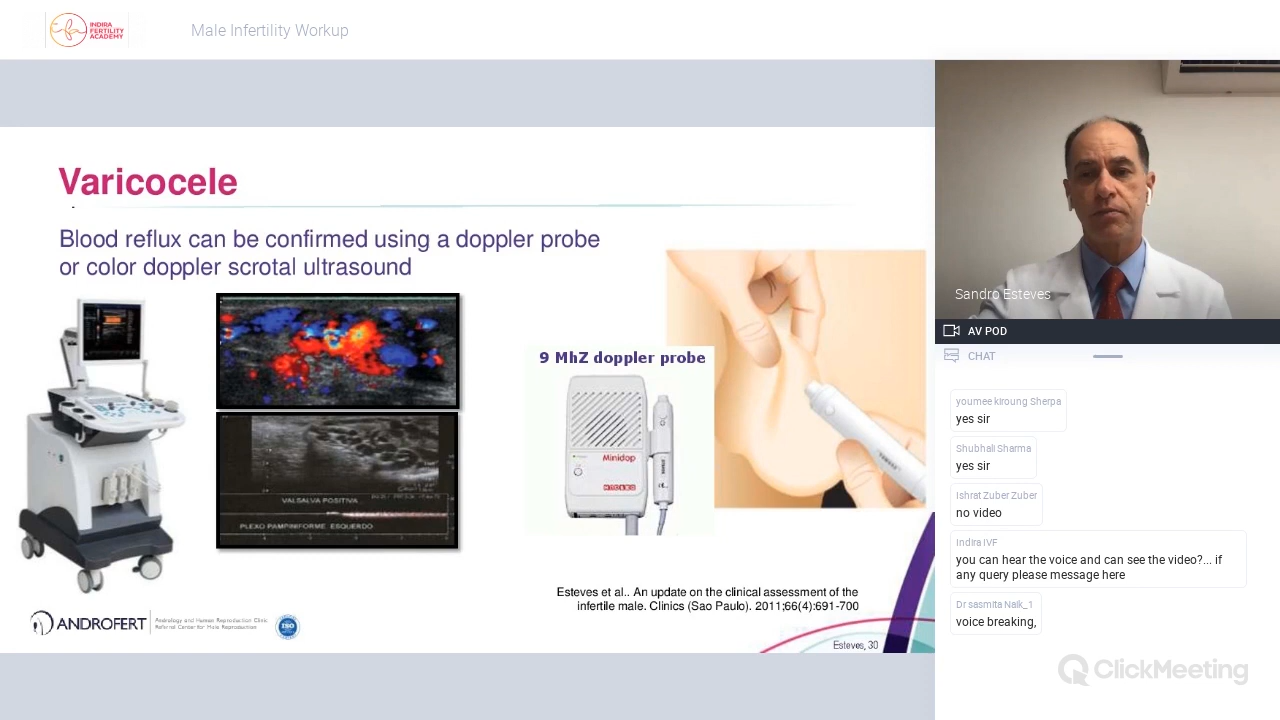 INDIRA
FERTILITY
ACADEMY
Male Infertility Workup
Varicocele
Blood reflux can be confirmed using a doppler probe
or color doppler scrotal ultrasound
9 MhZ doppler probe
Minidop
VALSALVA POSITIVA
PLEXO PAMPINIFORME ESQUERDO
Esteves et al.. An update on the clinical assessment of the
infertile male. Clinics (Sao Paulo). 2011;66(4):691-700
ANDROFERT
Andrology and Human Reproduction Clinic
Referral Center for Male Reproduction
ISO
Esteves, 30
Sandro Esteves
AV POD
CHAT
youmee kiroung Sherpa
yes sir
Shubhali Sharma
yes sir
Ishrat Zuber Zuber
no video
Indira IVF
you can hear the voice and can see the video?... if
any query please message here
Dr sasmita Naik_1
voice breaking,
ClickMeeting